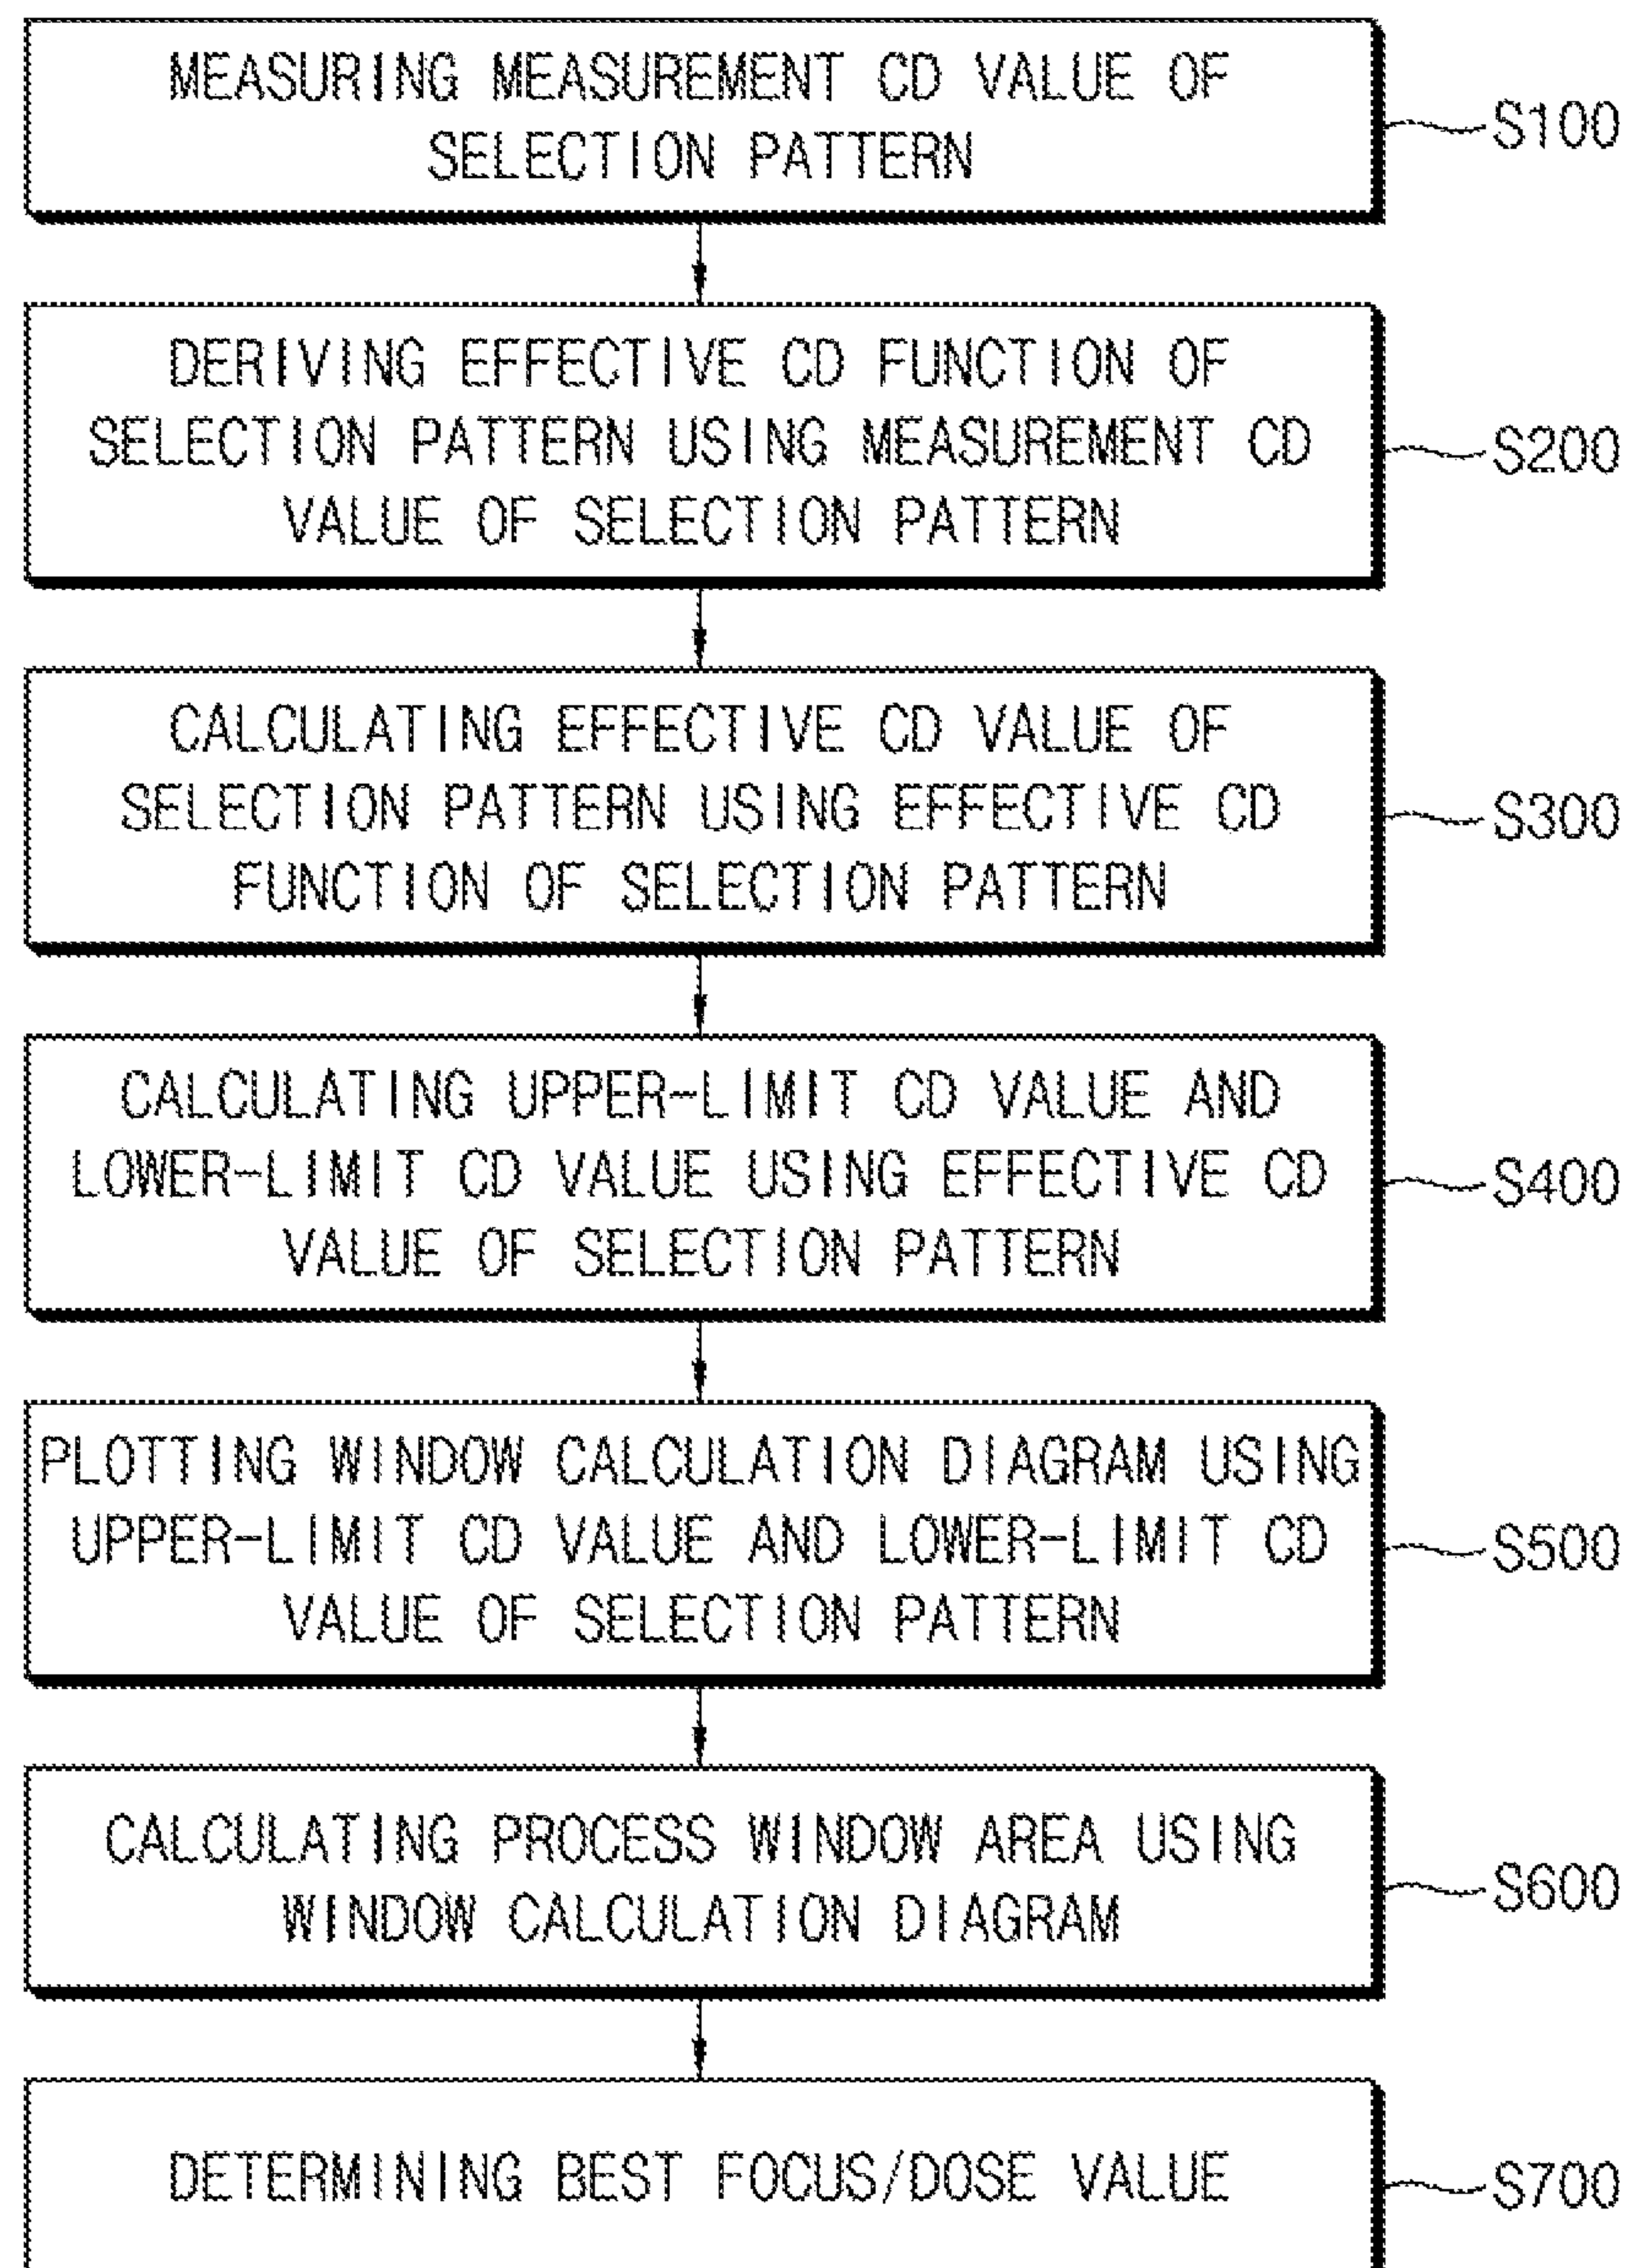 MEASURING MEASUREMENT CD VALUE OF
SELECTION PATTERN
S100
DERIVING EFFECTIVE CD FUNCTION OF
SELECTION PATTERN USING MEASUREMENT CD
VALUE OF SELECTION PATTERN
S200
CALCULATING EFFECTIVE CD VALUE OF
SELECTION PATTERN USING EFFECTIVE CD
FUNCTION OF SELECTION PATTERN
S300
CALCULATING UPPER-LIMIT CD VALUE AND
LOWER-LIMIT CD VALUE USING EFFECTIVE CD
VALUE OF SELECTION PATTERN
S400
PLOTTING WINDOW CALCULATION DIAGRAM USING
UPPER-LIMIT CD VALUE AND LOWER-LIMIT CD
VALUE OF SELECTION PATTERN
S500
CALCULATING PROCESS WINDOW AREA USING
WINDOW CALCULATION DIAGRAM
S600
DETERMINING BEST FOCUS/DOSE VALUE
S700